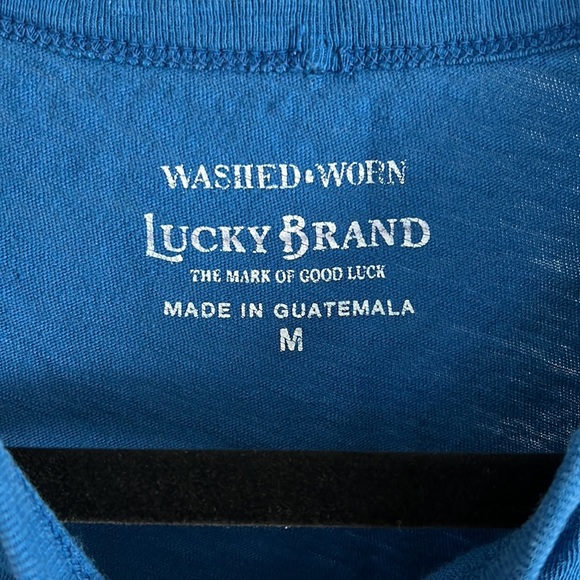 WASHED•WORN
LUCKY BRAND
THE MARK OF GOOD LUCK
MADE IN GUATEMALA
M